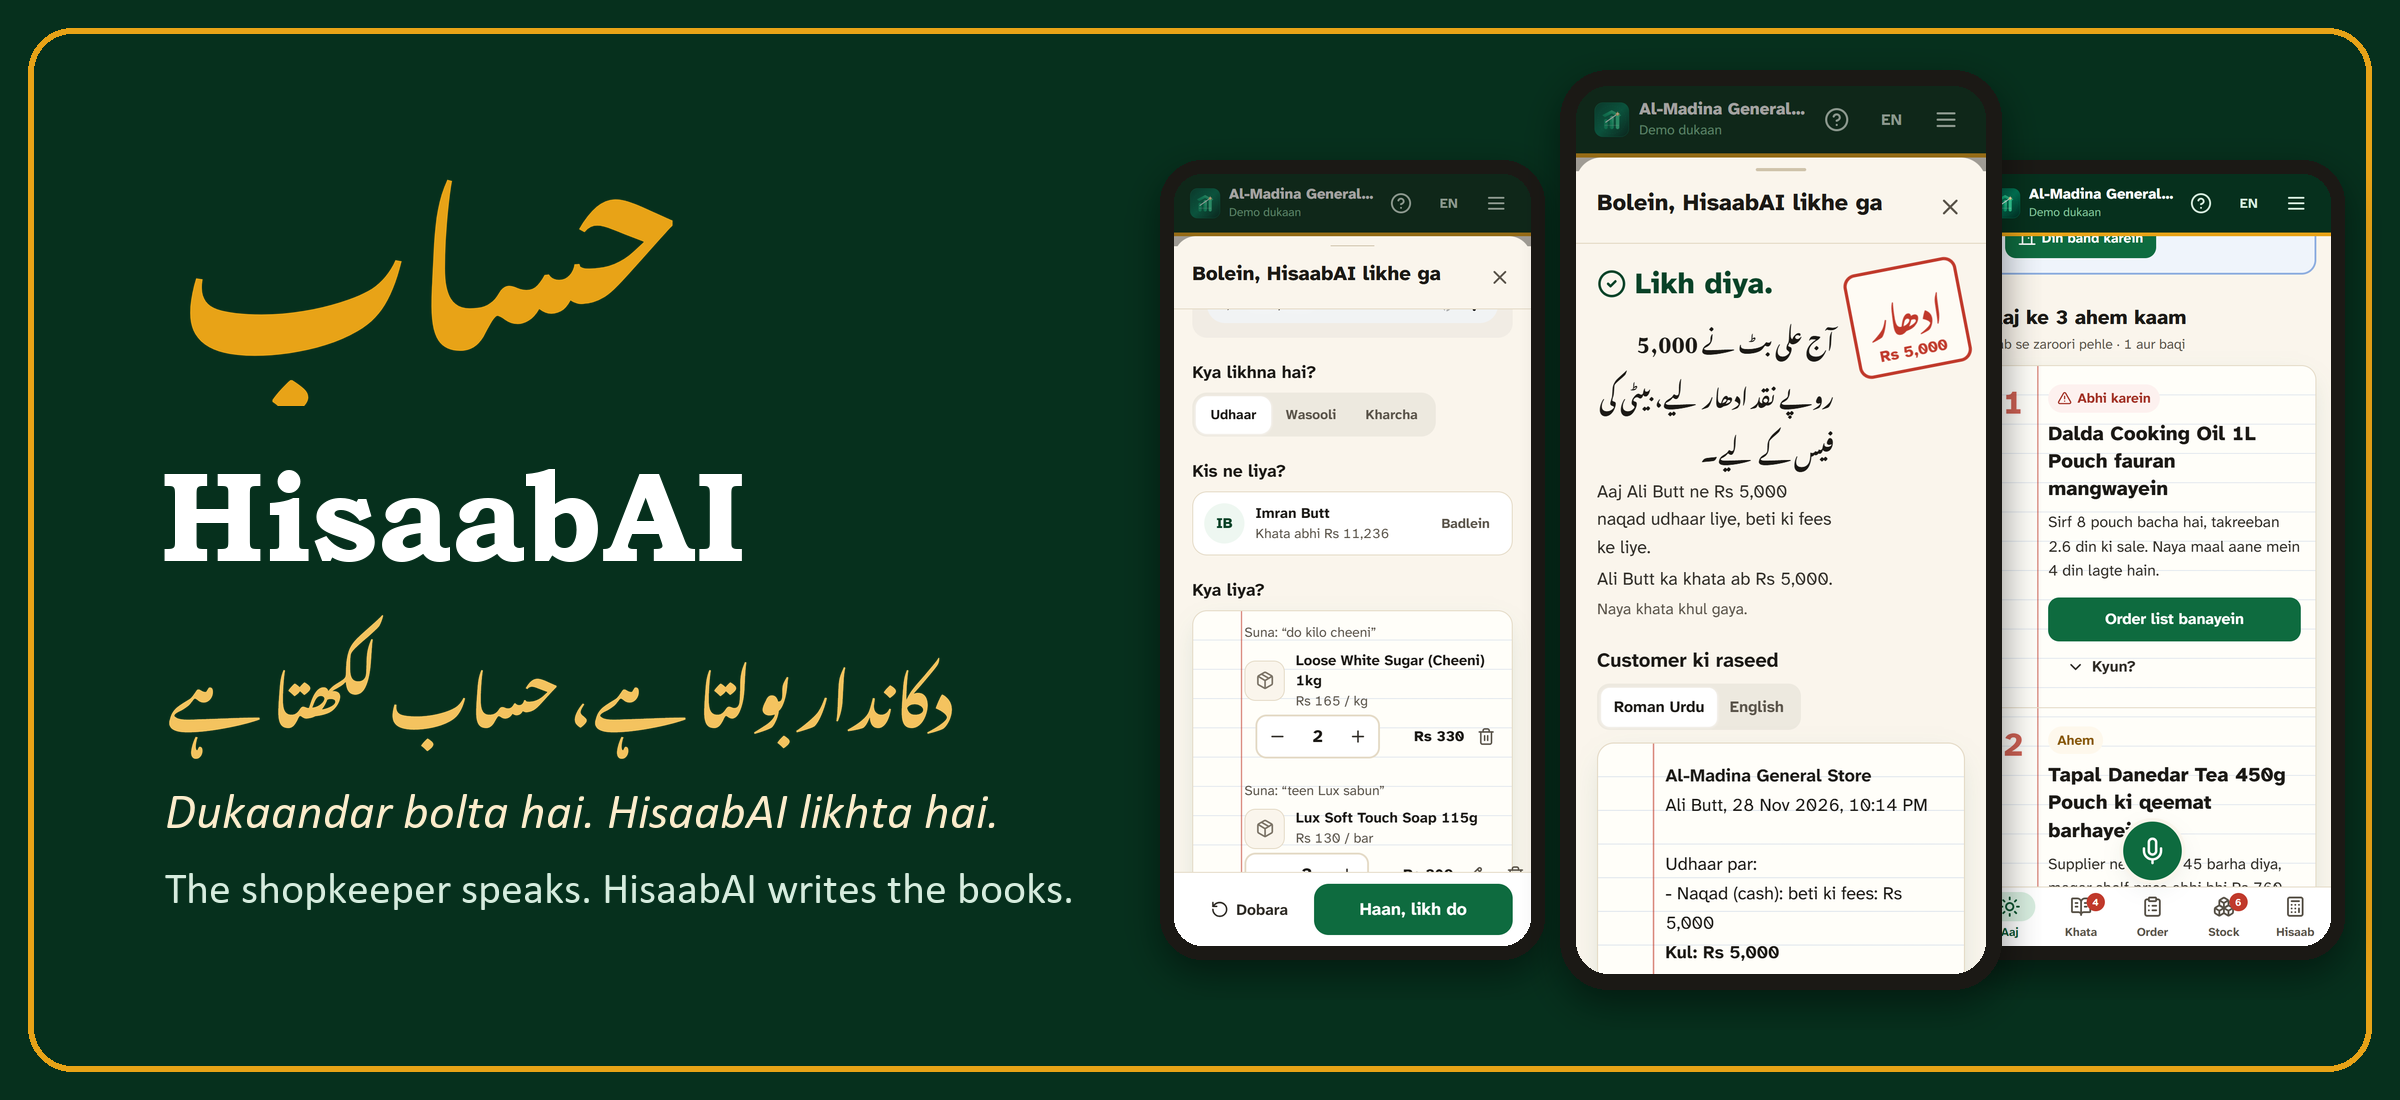 حساب
HisaabAI
دکاندار بولتا ہے، حساب لکھتا ہے
Dukaandar bolta hai. HisaabAI likhta hai.
The shopkeeper speaks. HisaabAI writes the books.
Al-Madina General...
Demo dukaan
EN
Bolein, HisaabAI likhe ga
Kya likhna hai?
Udhaar
Wasooli
Kharcha
Kis ne liya?
IB
Imran Butt
Khata abhi Rs 11,236
Badlein
Kya liya?
Suna: “do kilo cheeni”
Loose White Sugar (Cheeni)
1kg
Rs 165 / kg
2
Rs 330
Suna: “teen Lux sabun”
Lux Soft Touch Soap 115g
Rs 130 / bar
Dobara
Haan, likh do
Al-Madina General...
Demo dukaan
EN
Bolein, HisaabAI likhe ga
Likh diya.
ادھار
Rs 5,000
آج علی بٹ نے 5,000
روپے نقد ادھار لیے، بیٹی کی
فیس کے لیے۔
Aaj Ali Butt ne Rs 5,000
naqad udhaar liye, beti ki fees
ke liye.
Ali Butt ka khata ab Rs 5,000.
Naya khata khul gaya.
Customer ki raseed
Roman Urdu
English
Al-Madina General Store
Ali Butt, 28 Nov 2026, 10:14 PM
Udhaar par:
- Naqad (cash): beti ki fees: Rs
5,000
Kul: Rs 5,000
Al-Madina General...
Demo dukaan
EN
Din band karein
aj ke 3 ahem kaam
b se zaroori pehle · 1 aur baqi
1
Abhi karein
Dalda Cooking Oil 1L
Pouch fauran
mangwayein
Sirf 8 pouch bacha hai, takreeban
2.6 din ki sale. Naya maal aane mein
4 din lagte hain.
Order list banayein
Kyun?
2
Ahem
Tapal Danedar Tea 450g
Pouch ki qeemat
barhaye
Supplier ne 45 barha diya,
Aaj
Khata
4
Order
Stock
6
Hisaab